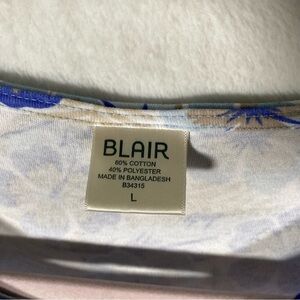 BLAIR
60% COTTON
40% POLYESTER
MADE IN BANGLADESH
B34315
L